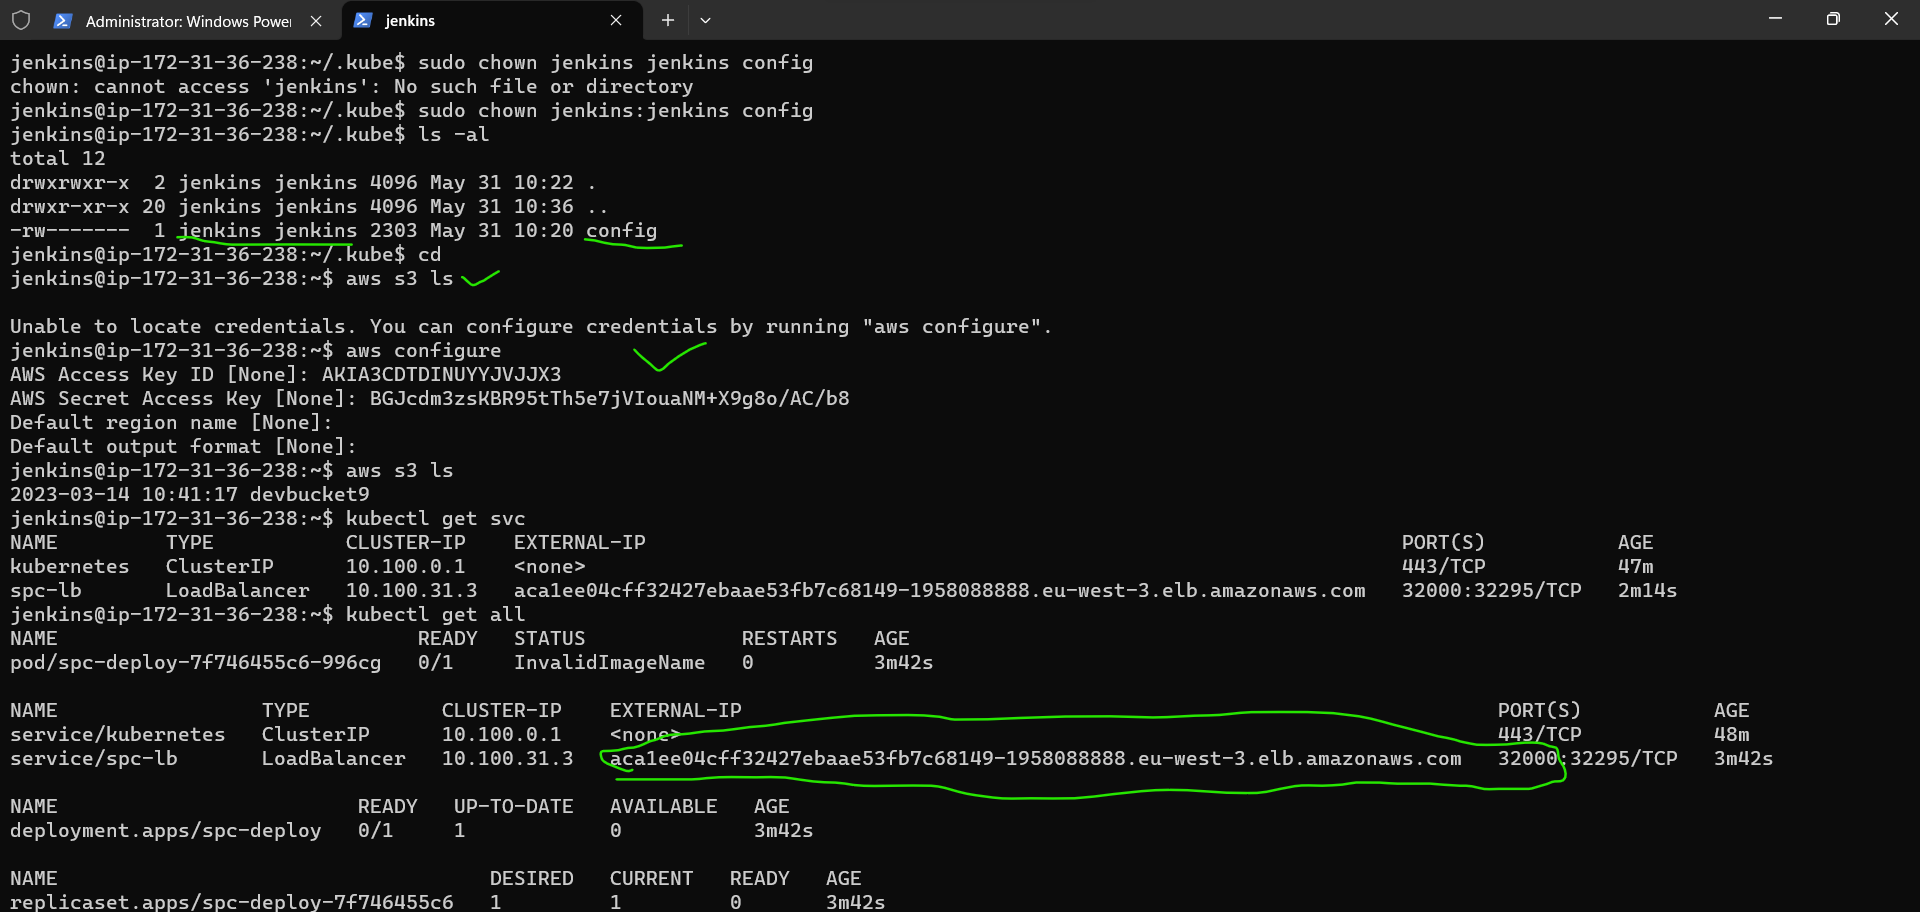 Administrator: Windows Power
jenkins
jenkins@ip-172-31-36-238:~/.kube$ sudo chown jenkins jenkins config
chown: cannot access 'jenkins': No such file or directory
jenkins@ip-172-31-36-238:~/.kube$ sudo chown jenkins:jenkins config
jenkins@ip-172-31-36-238:~/.kube$ ls -al
total 12
drwxrwxr-x  2 jenkins jenkins 4096 May 31 10:22 .
drwxr-xr-x 20 jenkins jenkins 4096 May 31 10:36 ..
-rw-------  1 jenkins jenkins 2303 May 31 10:20 config
jenkins@ip-172-31-36-238:~/.kube$ cd
jenkins@ip-172-31-36-238:~$ aws s3 ls
Unable to locate credentials. You can configure credentials by running "aws configure".
jenkins@ip-172-31-36-238:~$ aws configure
AWS Access Key ID [None]: AKIA3CDTDINUYYJVJJX3
AWS Secret Access Key [None]: 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
Default region name [None]:
Default output format [None]:
jenkins@ip-172-31-36-238:~$ aws s3 ls
2023-03-14 10:41:17 devbucket9
jenkins@ip-172-31-36-238:~$ kubectl get svc
NAME         TYPE           CLUSTER-IP    EXTERNAL-IP                                                               PORT(S)           AGE
kubernetes   ClusterIP      10.100.0.1    <none>                                                                    443/TCP           47m
spc-lb       LoadBalancer   10.100.31.3   aca1ee04cff32427ebaae53fb7c68149-1958088888.eu-west-3.elb.amazonaws.com   32000:32295/TCP   2m14s
jenkins@ip-172-31-36-238:~$ kubectl get all
NAME                              READY   STATUS             RESTARTS   AGE
pod/spc-deploy-7f746455c6-996cg   0/1     InvalidImageName   0          3m42s
NAME                 TYPE           CLUSTER-IP    EXTERNAL-IP                                                               PORT(S)           AGE
service/kubernetes   ClusterIP      10.100.0.1    <none>                                                                    443/TCP           48m
service/spc-lb       LoadBalancer   10.100.31.3   aca1ee04cff32427ebaae53fb7c68149-1958088888.eu-west-3.elb.amazonaws.com   32000:32295/TCP   3m42s
NAME                         READY   UP-TO-DATE   AVAILABLE   AGE
deployment.apps/spc-deploy   0/1     1            0           3m42s
NAME                                    DESIRED   CURRENT   READY   AGE
replicaset.apps/spc-deploy-7f746455c6   1         1         0       3m42s